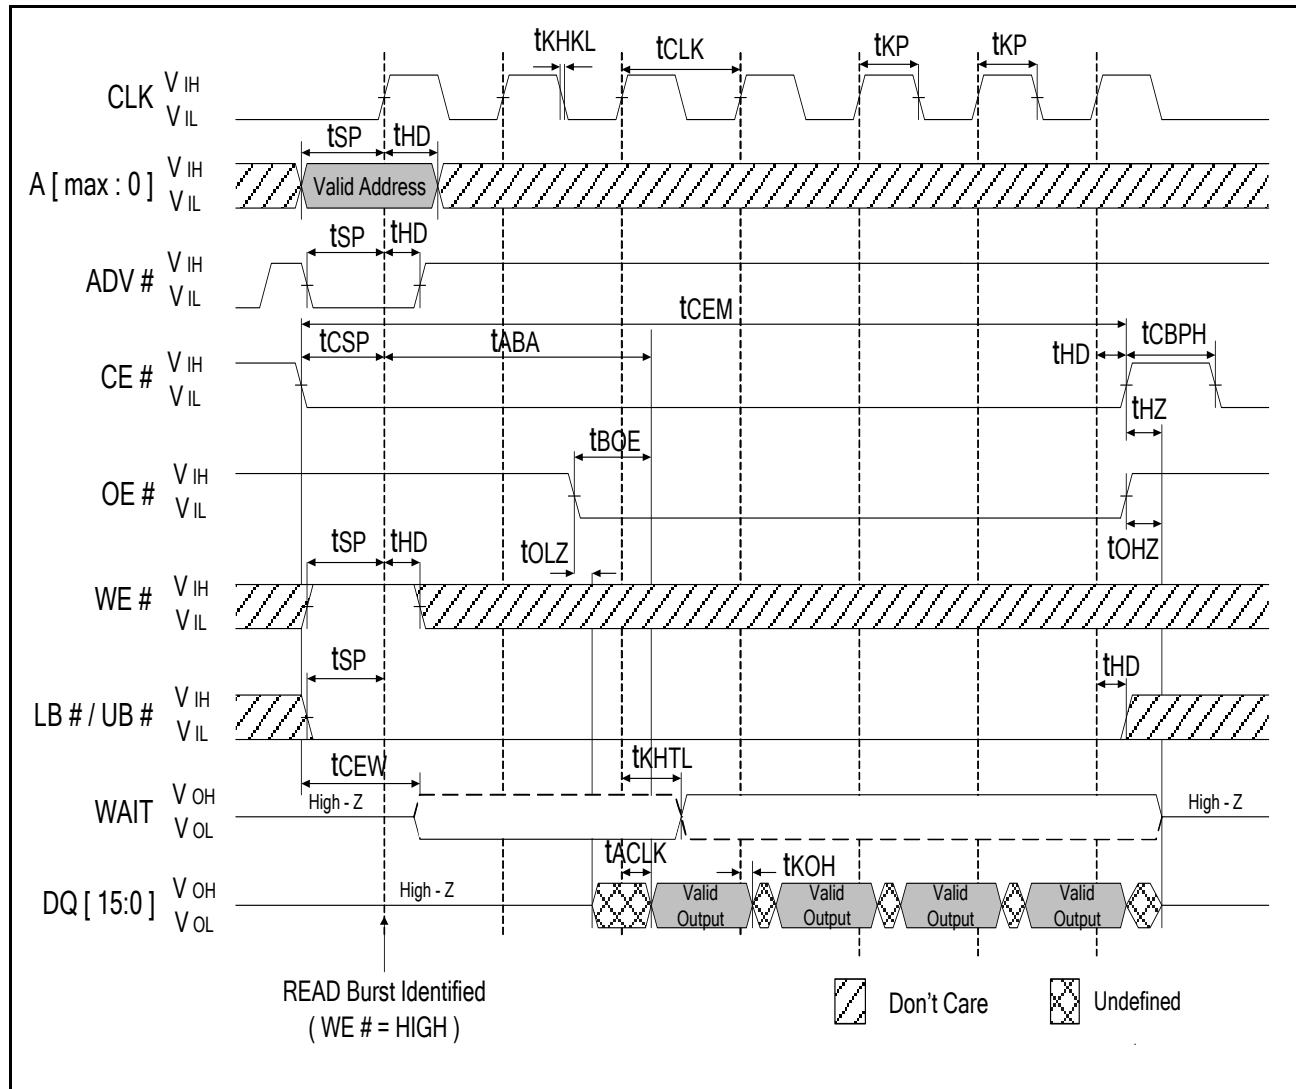 tKHKL
tCLK
tKP
tKP
CLK
V IH
V IL
tSP
tHD
A [ max : 0 ]
V IH
V IL
Valid Address
tSP
tHD
ADV #
V IH
V IL
tCEM
tCSP
tABA
tHD
tCBPH
CE #
V IH
V IL
tHZ
tBOE
OE #
V IH
V IL
tSP
tHD
tOLZ
tOHZ
WE #
V IH
V IL
tSP
tHD
LB # / UB #
V IH
V IL
tCEW
tKHTL
WAIT
V OH
V OL
High - Z
High - Z
tACLK
tKOH
DQ [ 15:0 ]
V OH
V OL
High - Z
Valid
Output
Valid
Output
Valid
Output
Valid
Output
READ Burst Identified
( WE # = HIGH )
Don't Care
Undefined